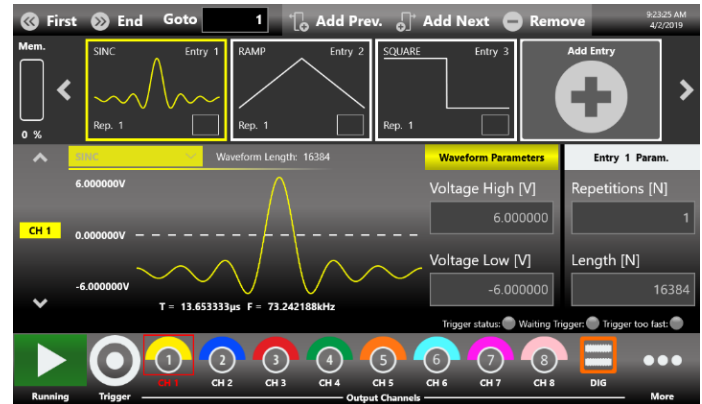 First End Goto 1 Add Prev. Add Next Remove 9:23:25 AM
4/2/2019
Mem.
0 %
SINC Entry 1
Rep. 1
RAMP Entry 2
Rep. 1
SQUARE Entry 3
Rep. 1
Add Entry
SINC Waveform Length: 16384
6.000000V
CH 1 0.000000V
-6.000000V
T = 13.653333µs F = 73.242188kHz
Waveform Parameters
Voltage High [V]
6.000000
Voltage Low [V]
-6.000000
Entry 1 Param.
Repetitions [N]
1
Length [N]
16384
Trigger status: Waiting Trigger: Trigger too fast:
1 2 3 4 5 6 7 8
CH 1 CH 2 CH 3 CH 4 CH 5 CH 6 CH 7 CH 8 DIG
Running Trigger Output Channels More